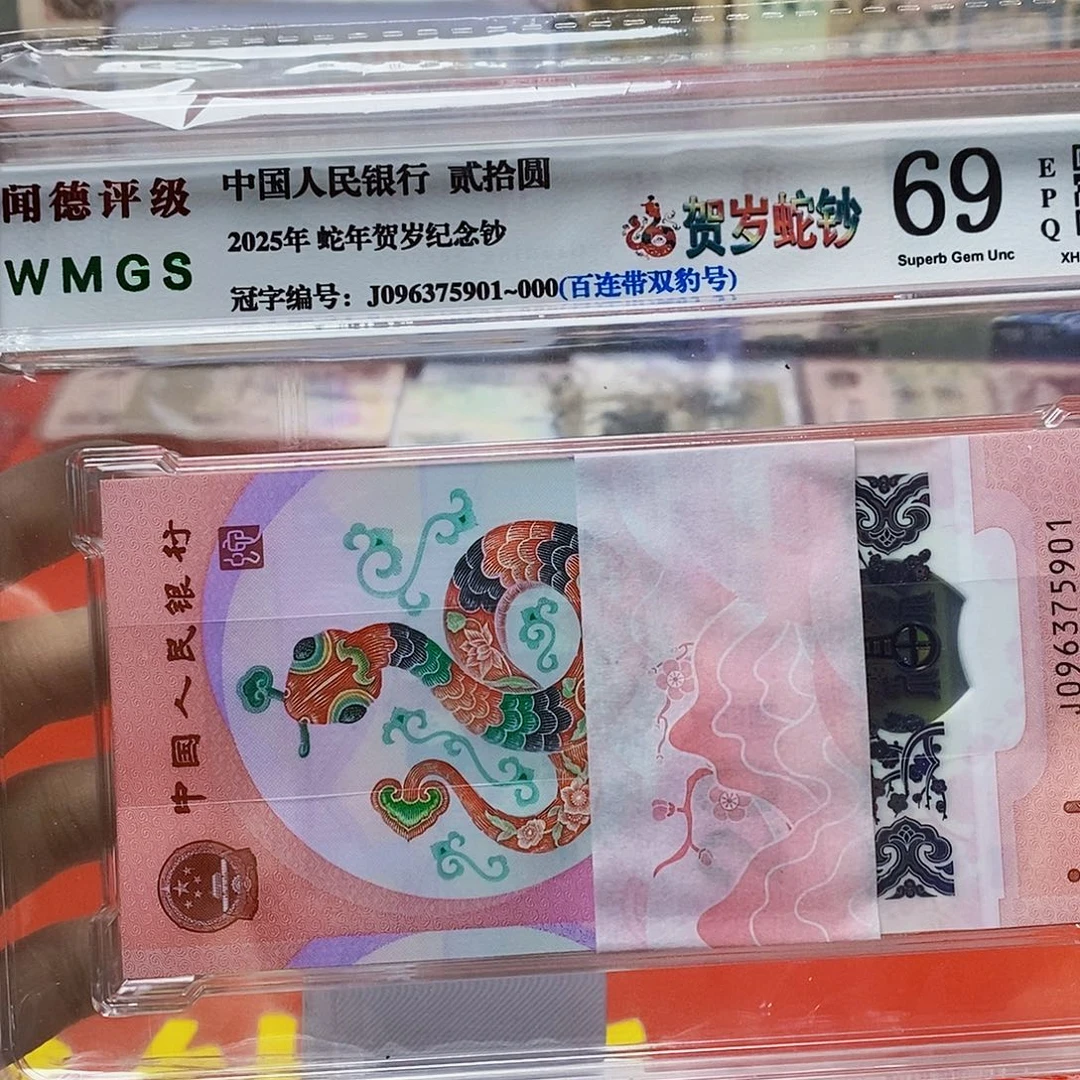 闻德评级
WMGS
中国人民银行 贰拾圆
2025年 蛇年贺岁纪念钞
冠字编号：J096375901~000(百连带双豹号)
贺岁蛇钞
69
Superb Gem Unc
EPQ
XH
中国人民银行
J096375901